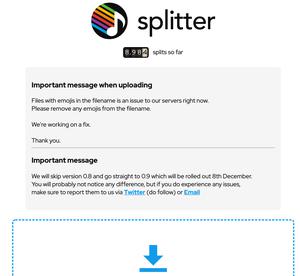 splitter
8984 splits so far
Important message when uploading
Files with emojis in the filename is an issue to our servers right now.
Please remove any emojis from the filename.
We're working on a fix.
Thank you.
Important message
We will skip version 0.8 and go straight to 0.9 which will be rolled out 8th December.
You will probably not notice any difference, but if you do experience any issues,
make sure to report them to us via Twitter (do follow) or Email